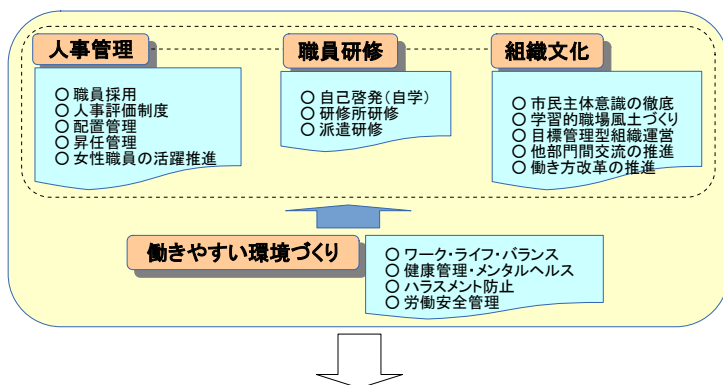 人事管理
○ 職員採用
○ 人事評価制度
○ 配置管理
○ 昇任管理
○ 女性職員の活躍推進
職員研修
○ 自己啓発（自学）
○ 研修所研修
○ 派遣研修
組織文化
○ 市民主体意識の徹底
○ 学習的職場風土づくり
○ 目標管理型組織運営
○ 他部門間交流の推進
○ 働き方改革の推進
働きやすい環境づくり
○ ワーク・ライフ・バランス
○ 健康管理・メンタルヘルス
○ ハラスメント防止
○ 労働安全管理